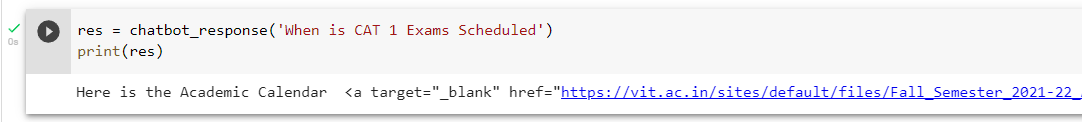 res = chatbot_response('When is CAT 1 Exams Scheduled')
0s
print(res)
Here is the Academic Calendar  <a target="_blank" href="https://vit.ac.in/sites/default/files/Fall_Semester_2021-22_